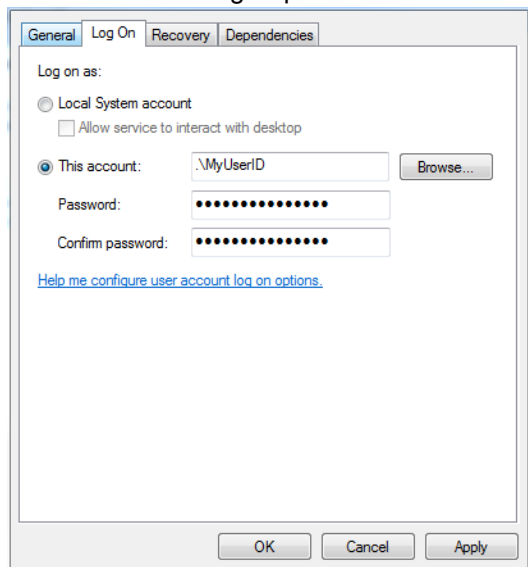 General Log On Recovery Dependencies
Log on as:
Local System account
Allow service to interact with desktop
This account: .\MyUserID Browse...
Password: •••••••••••••••
Confirm password: •••••••••••••••
Help me configure user account log on options.
OK Cancel Apply